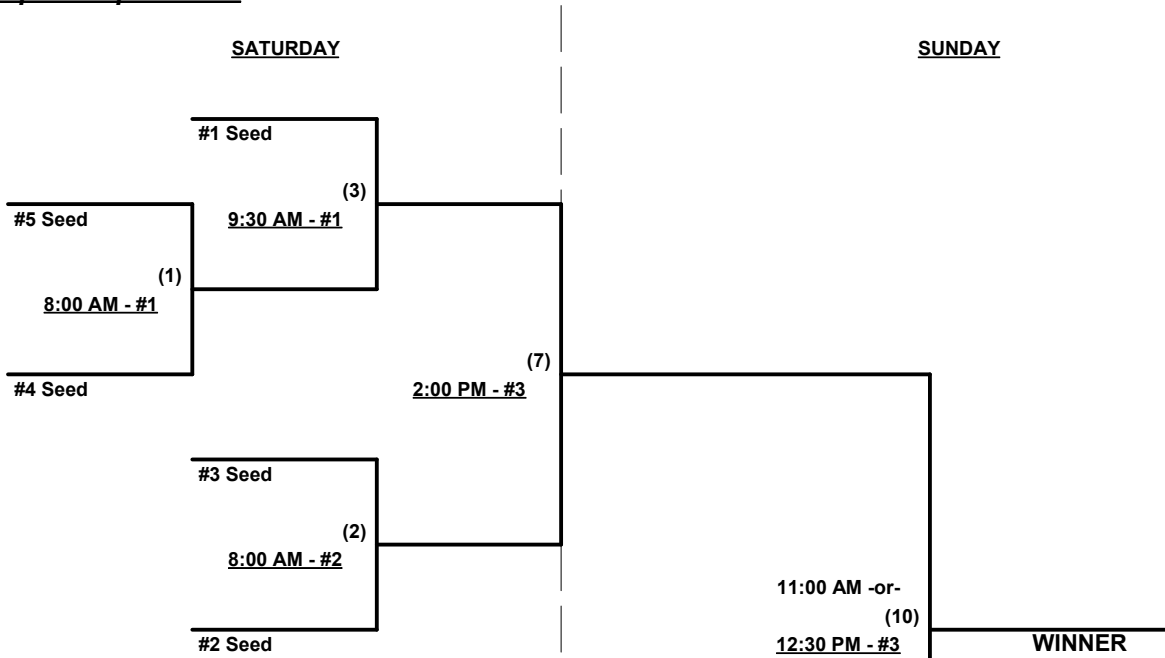 SATURDAY
SUNDAY
#1 Seed
(3)
#5 Seed
9:30 AM - #1
(1)
8:00 AM - #1
(7)
#4 Seed
2:00 PM - #3
#3 Seed
(2)
8:00 AM - #2
11:00 AM -or-
(10)
#2 Seed
12:30 PM - #3
WINNER